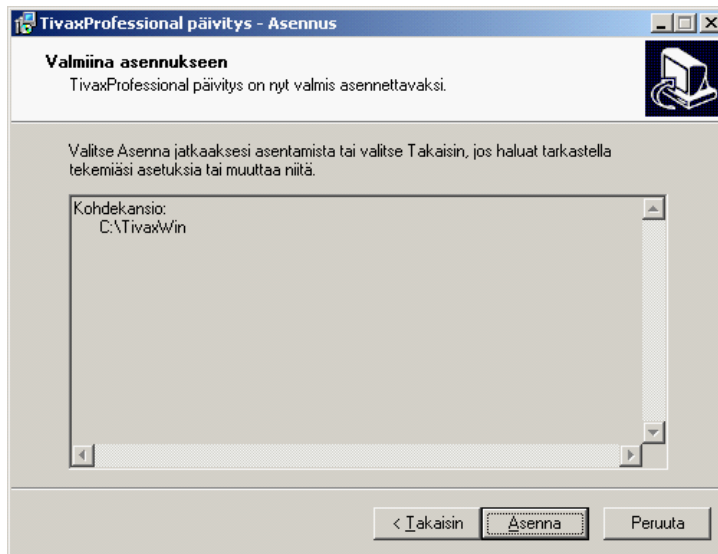 TivaxProfessional päivitys - Asennus
Valmiina asennukseen
TivaxProfessional päivitys on nyt valmis asennettavaksi.
Valitse Asenna jatkaaksesi asentamista tai valitse Takaisin, jos haluat tarkastella
tekemiäsi asetuksia tai muuttaa niitä.
Kohdekansio:
C:\TivaxWin
< Takaisin
Asenna
Peruuta